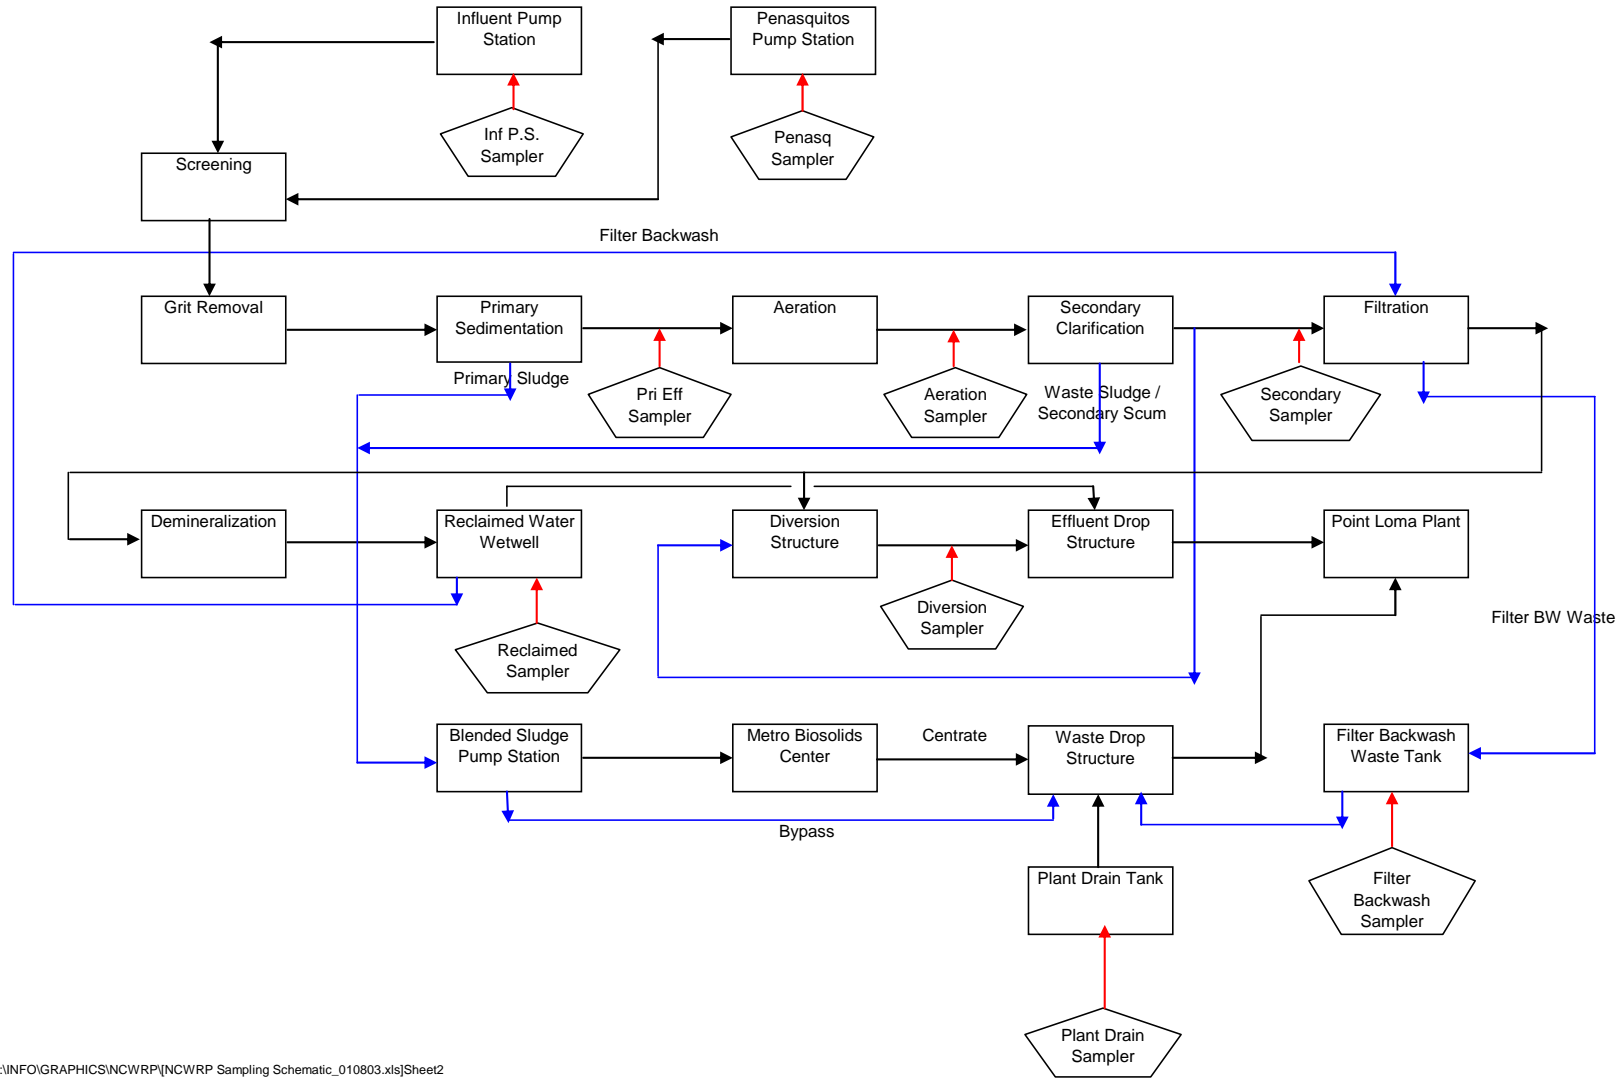 Influent Pump
Station
Penasquitos
Pump Station
Inf P.S.
Sampler
Penasq
Sampler
Screening
Filter Backwash
Grit Removal
Primary
Sedimentation
Aeration
Secondary
Clarification
Filtration
Primary Sludge
Pri Eff
Sampler
Aeration
Sampler
Waste Sludge /
Secondary Scum
Secondary
Sampler
Demineralization
Reclaimed Water
Wetwell
Diversion
Structure
Effluent Drop
Structure
Point Loma Plant
Diversion
Sampler
Filter BW Waste
Reclaimed
Sampler
Blended Sludge
Pump Station
Metro Biosolids
Center
Centrate
Waste Drop
Structure
Filter Backwash
Waste Tank
Bypass
Plant Drain Tank
Filter
Backwash
Sampler
Plant Drain
Sampler
:\INFO\GRAPHICS\NCWRP\[NCWRP Sampling Schematic_010803.xls]Sheet2